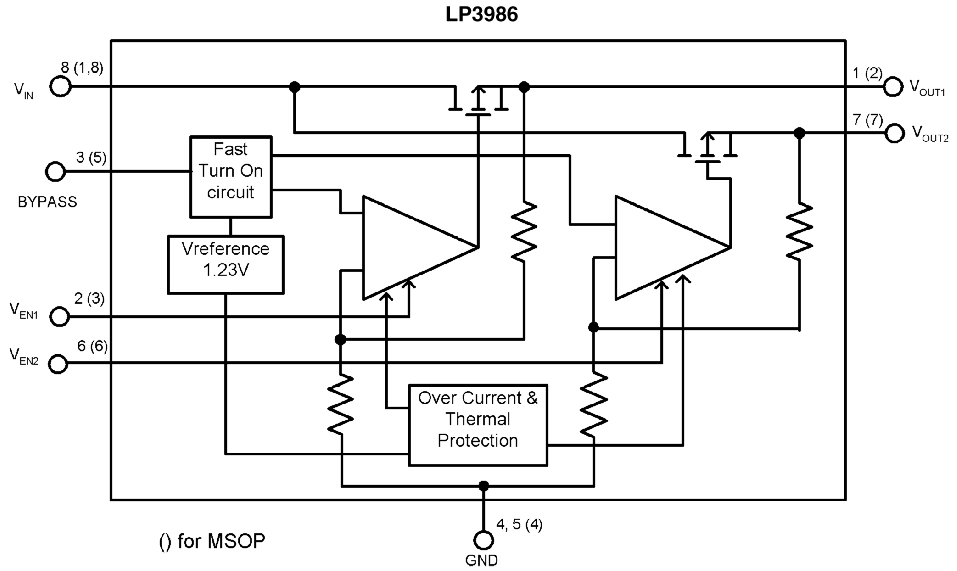 LP3986
8 (1,8)
VIN
1 (2)
VOUT1
7 (7)
VOUT2
3 (5)
BYPASS
Fast
Turn On
circuit
Vreference
1.23V
2 (3)
VEN1
6 (6)
VEN2
Over Current &
Thermal
Protection
4, 5 (4)
GND
() for MSOP